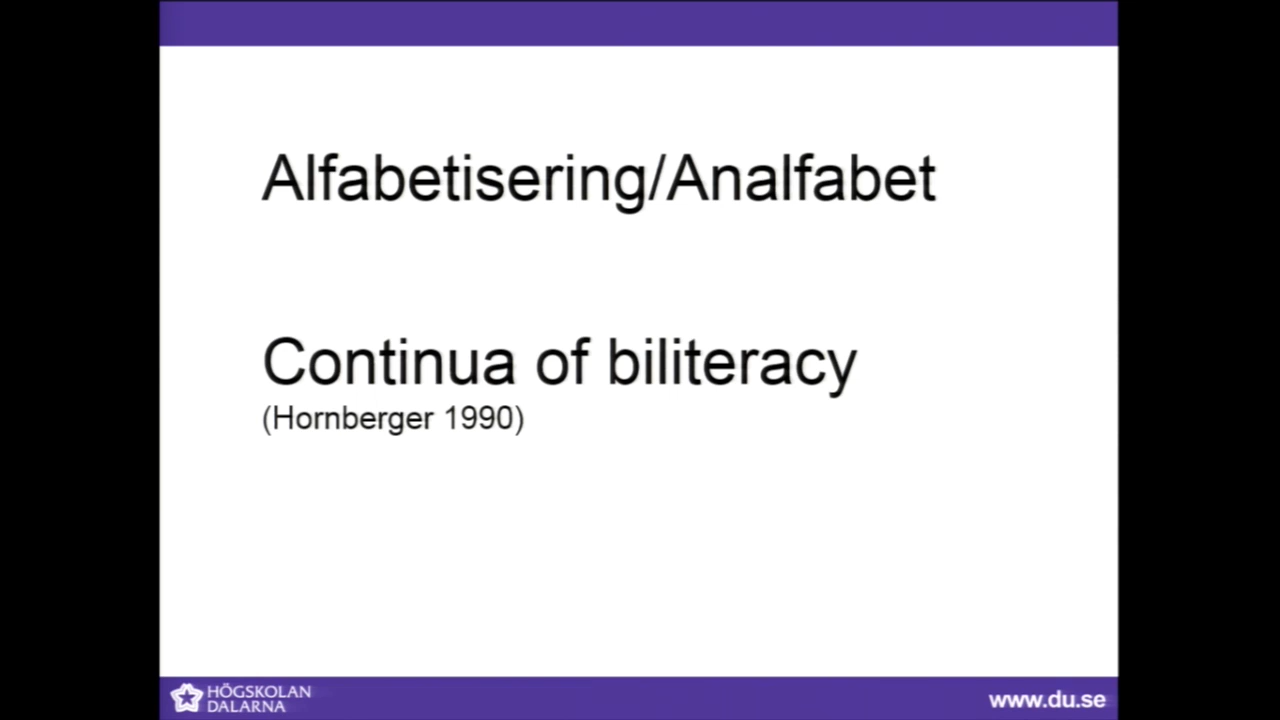 Alfabetisering/Analfabet
Continua of biliteracy
(Hornberger 1990)
HÖGSKOLAN
DALARNA
www.du.se